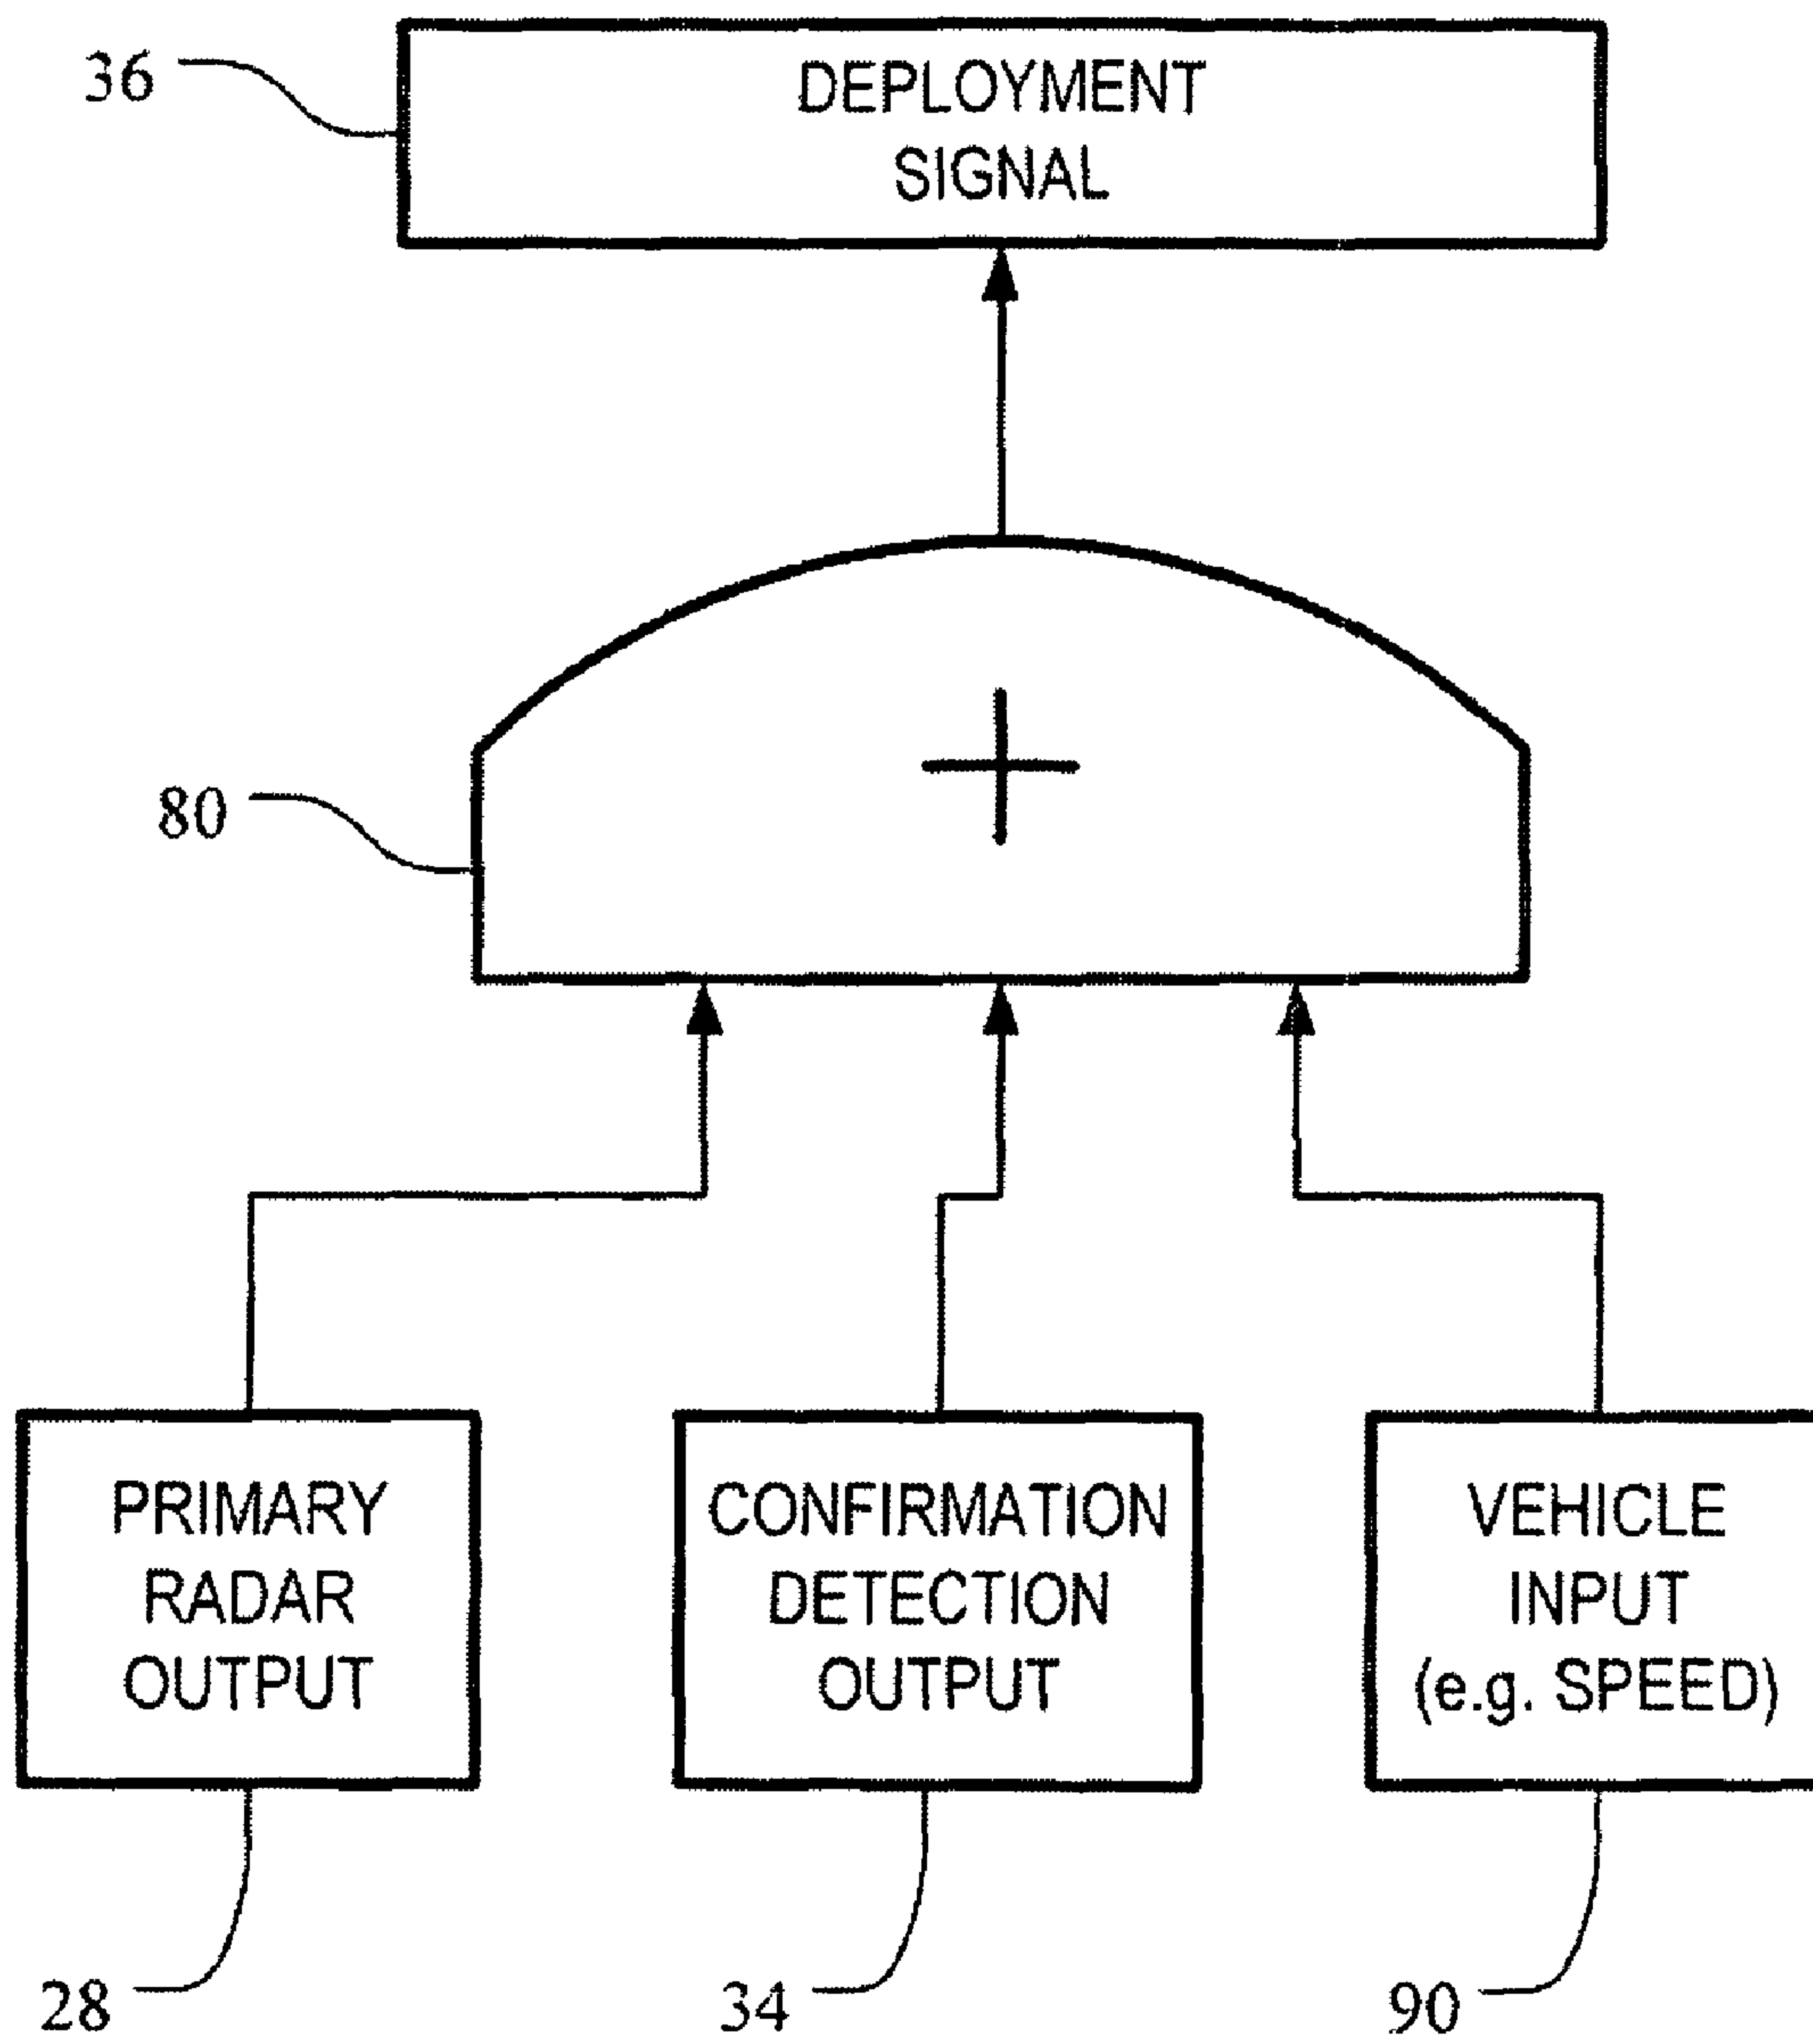 36
DEPLOYMENT
SIGNAL
+
80
PRIMARY
RADAR
OUTPUT
CONFIRMATION
DETECTION
OUTPUT
VEHICLE
INPUT
(e.g. SPEED)
28
34
90